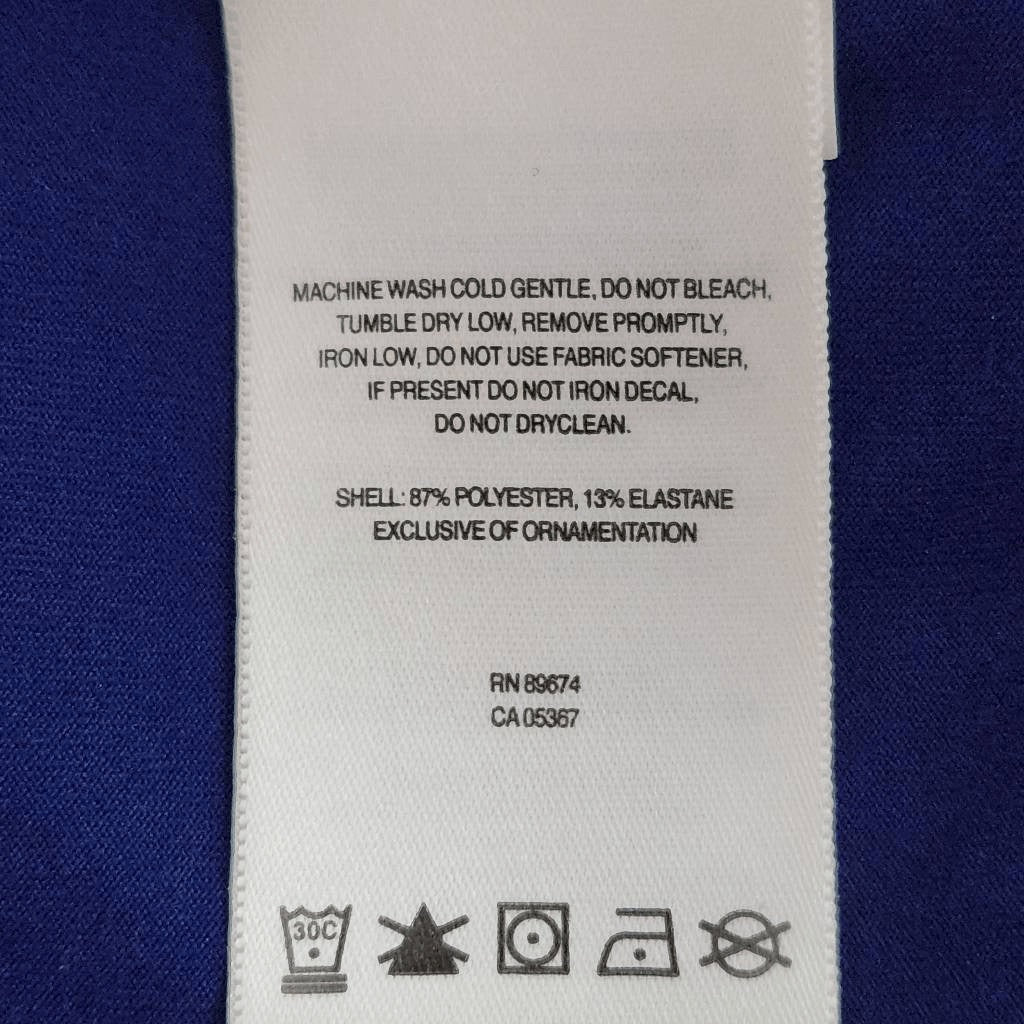 MACHINE WASH COLD GENTLE, DO NOT BLEACH,
TUMBLE DRY LOW, REMOVE PROMPTLY,
IRON LOW, DO NOT USE FABRIC SOFTENER,
IF PRESENT DO NOT IRON DECAL,
DO NOT DRYCLEAN.
SHELL: 87% POLYESTER, 13% ELASTANE
EXCLUSIVE OF ORNAMENTATION
RN 89674
CA 05367
30C